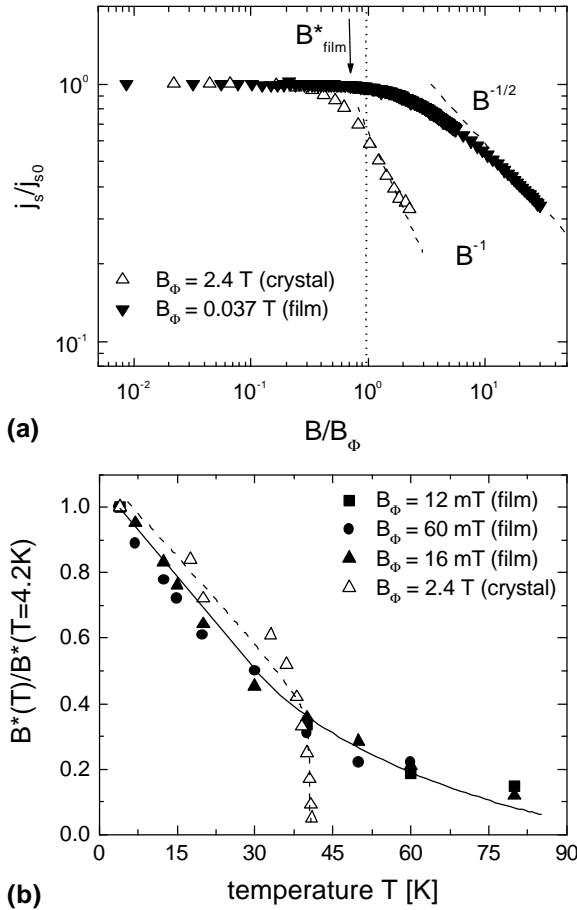 B*film
10⁰
B⁻¹/²
jₛ/jₛ₀
B⁻¹
△ B_Φ = 2.4 T (crystal)
▼ B_Φ = 0.037 T (film)
10⁻¹
10⁻² 10⁻¹ 10⁰ 10¹
(a)
B/B_Φ
■ B_Φ = 12 mT (film)
● B_Φ = 60 mT (film)
▲ B_Φ = 16 mT (film)
△ B_Φ = 2.4 T (crystal)
1.0
0.8
0.6
0.4
0.2
0.0
B*(T)/B*(T=4.2K)
0 15 30 45 60 75 90
(b)
temperature T [K]